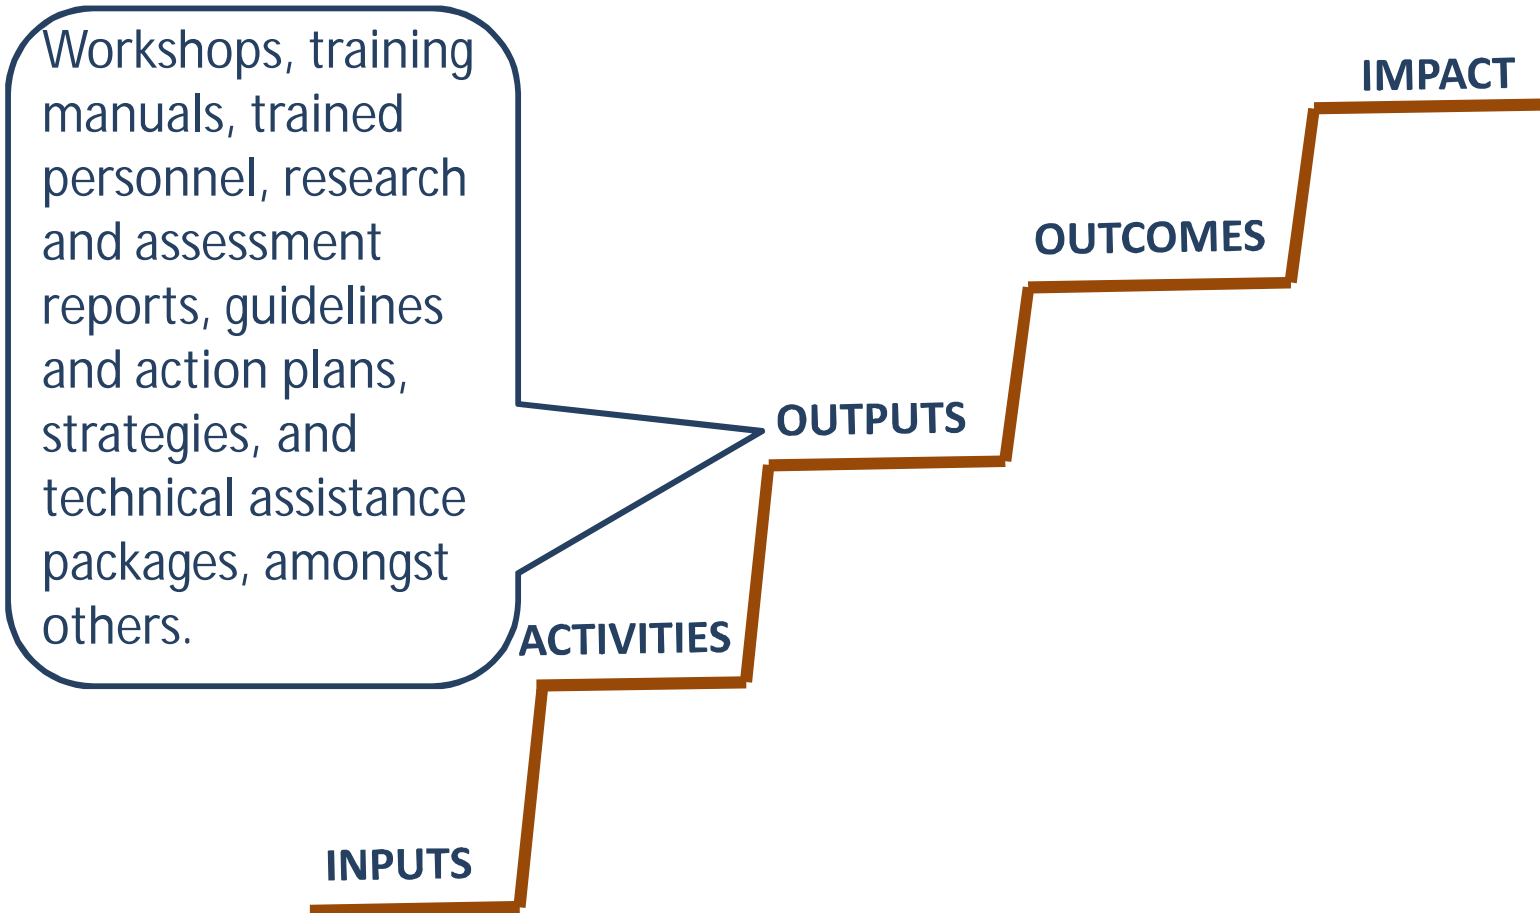 Workshops, training
manuals, trained
personnel, research
and assessment
reports, guidelines
and action plans,
strategies, and
technical assistance
packages, amongst
others.
IMPACT
OUTCOMES
OUTPUTS
ACTIVITIES
INPUTS